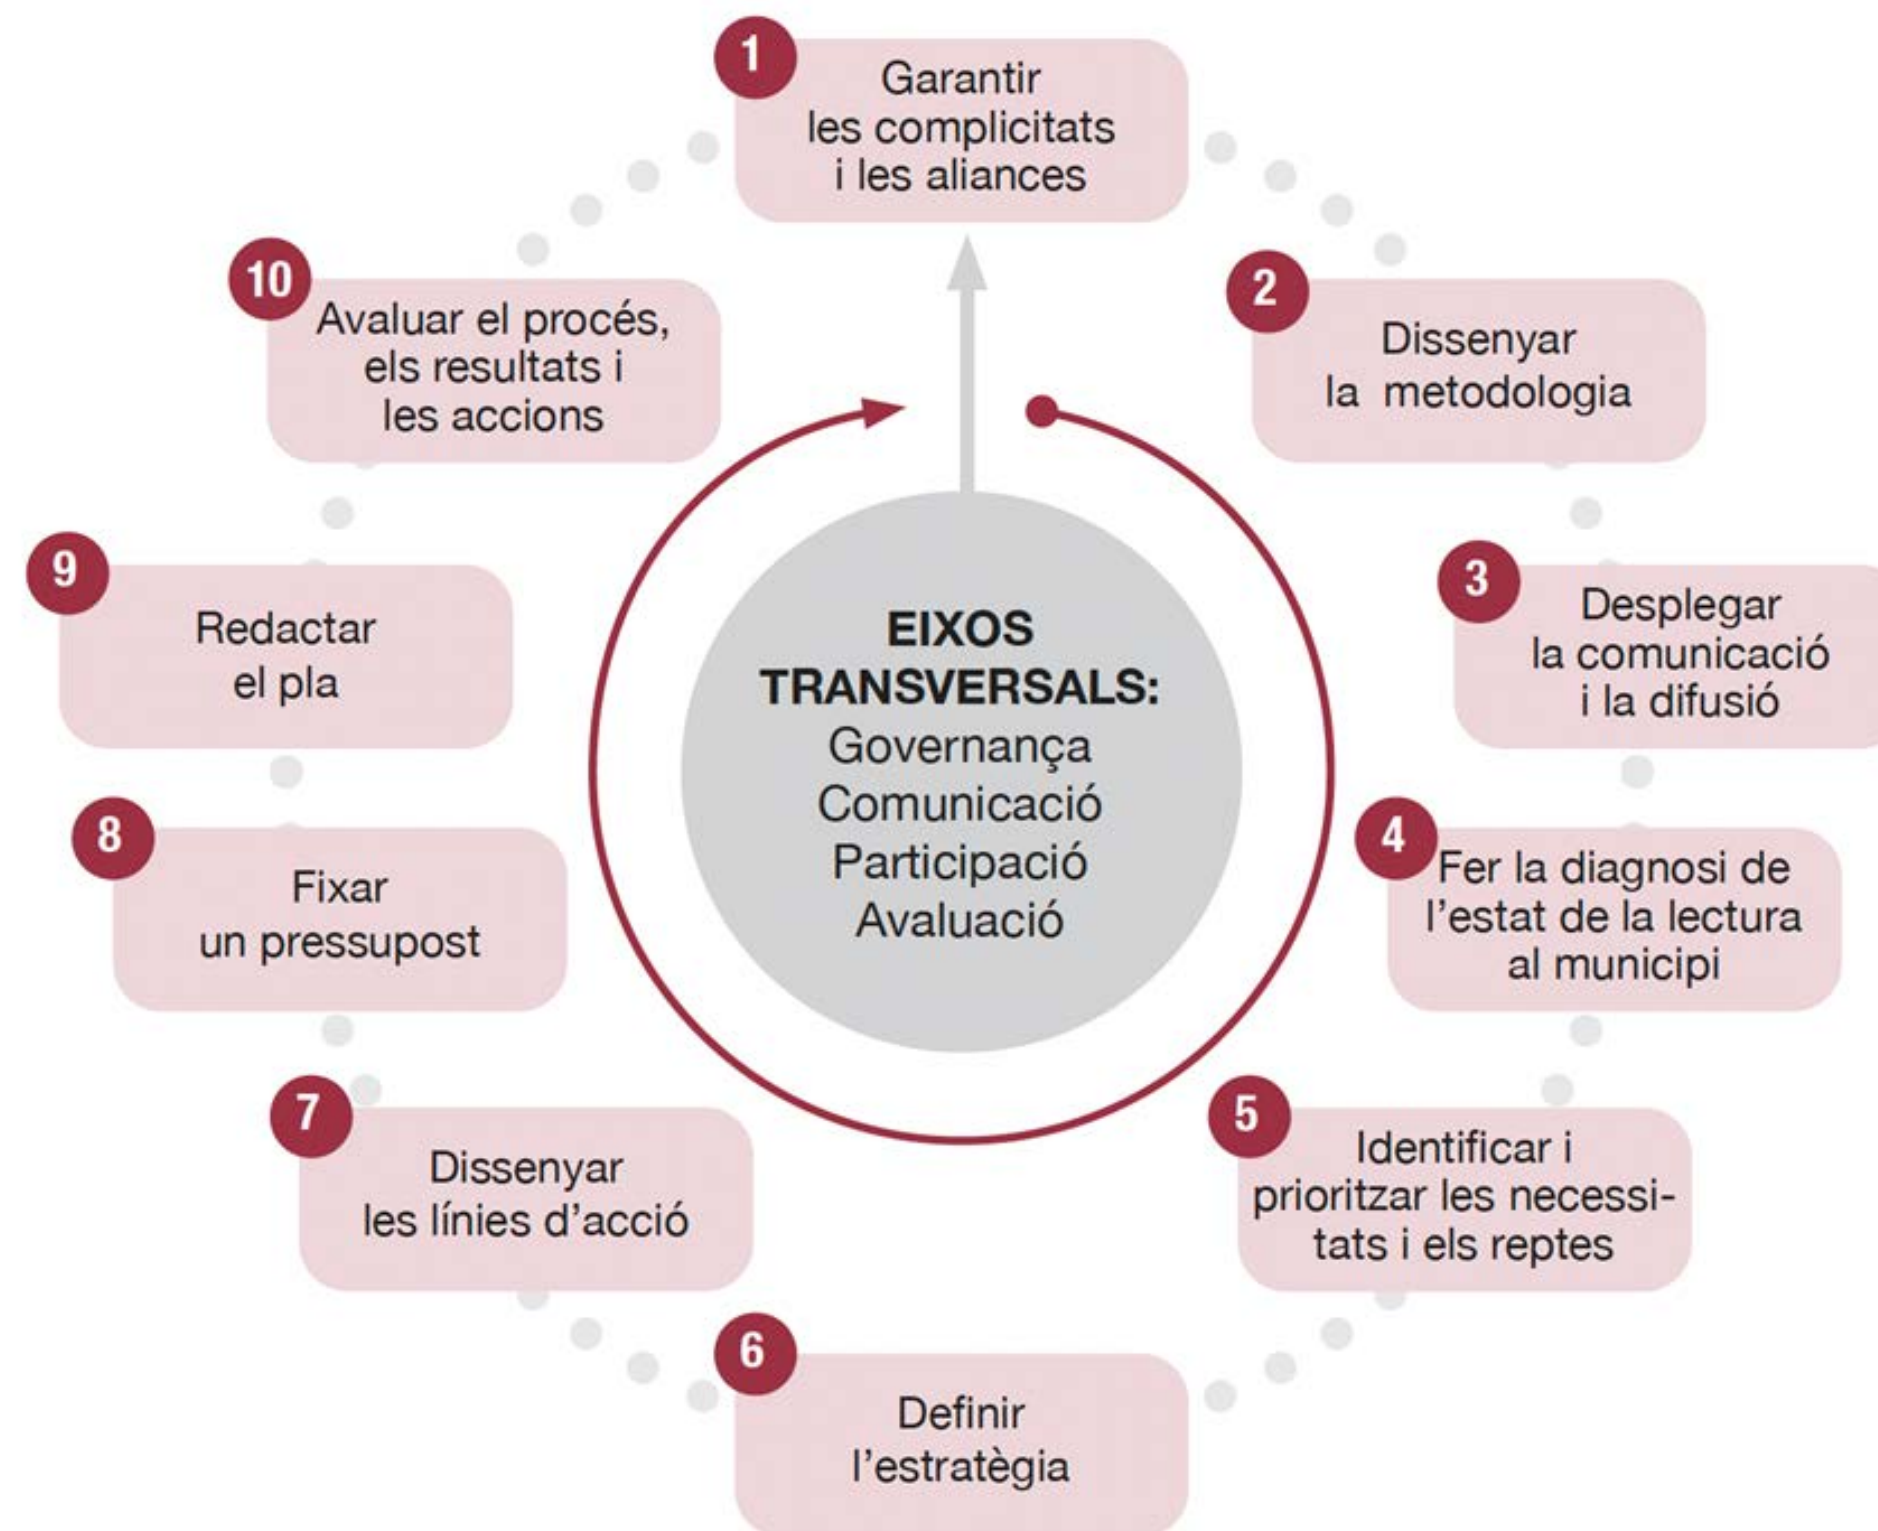 1
Garantir
les complicitats
i les aliances
2
Dissenyar
la metodologia
3
Desplegar
la comunicació
i la difusió
4
Fer la diagnosi de
l’estat de la lectura
al municipi
5
Identificar i
prioritzar les necessi-
tats i els reptes
6
Definir
l’estratègia
7
Dissenyar
les línies d’acció
8
Fixar
un pressupost
9
Redactar
el pla
10
Avaluar el procés,
els resultats i
les accions
EIXOS
TRANSVERSALS:
Governança
Comunicació
Participació
Avaluació